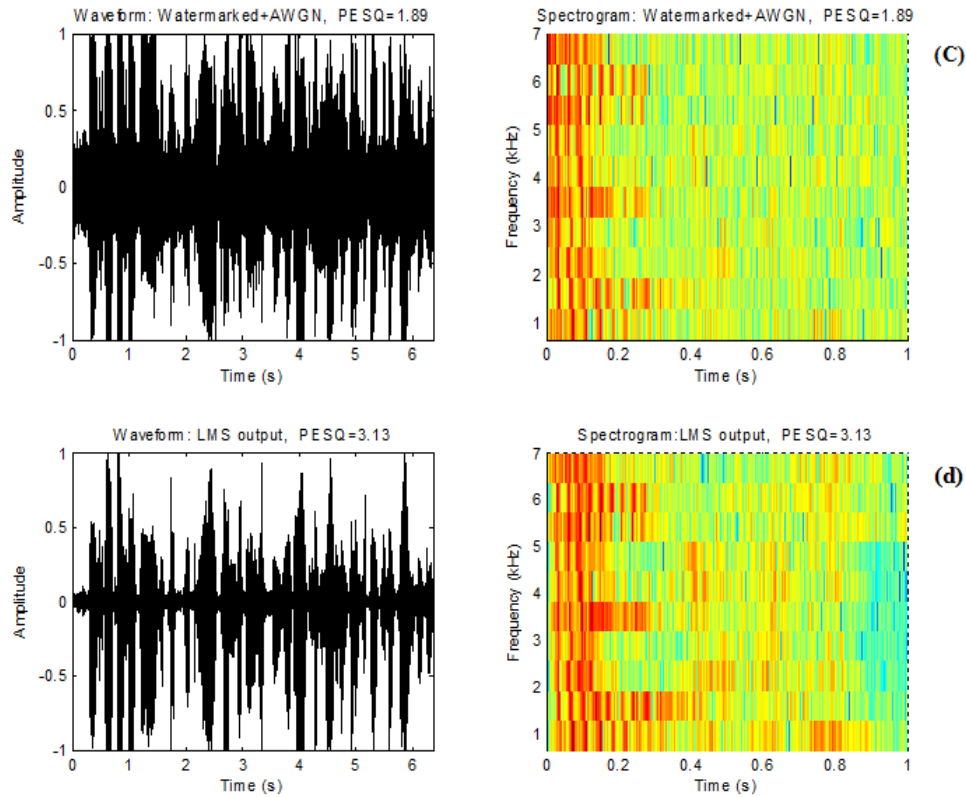 Waveform: Watermarked+AWGN, PESQ=1.89
1
0.5
0
-0.5
-1
Amplitude
0 1 2 3 4 5 6
Time (s)
Spectrogram: Watermarked+AWGN, PESQ=1.89
7
6
5
4
3
2
1
Frequency (kHz)
0 0.2 0.4 0.6 0.8 1
Time (s)
(C)
Waveform: LMS output, PESQ=3.13
1
0.5
0
-0.5
-1
Amplitude
0 1 2 3 4 5 6
Time (s)
Spectrogram:LMS output, PESQ=3.13
7
6
5
4
3
2
1
Frequency (kHz)
0 0.2 0.4 0.6 0.8 1
Time (s)
(d)